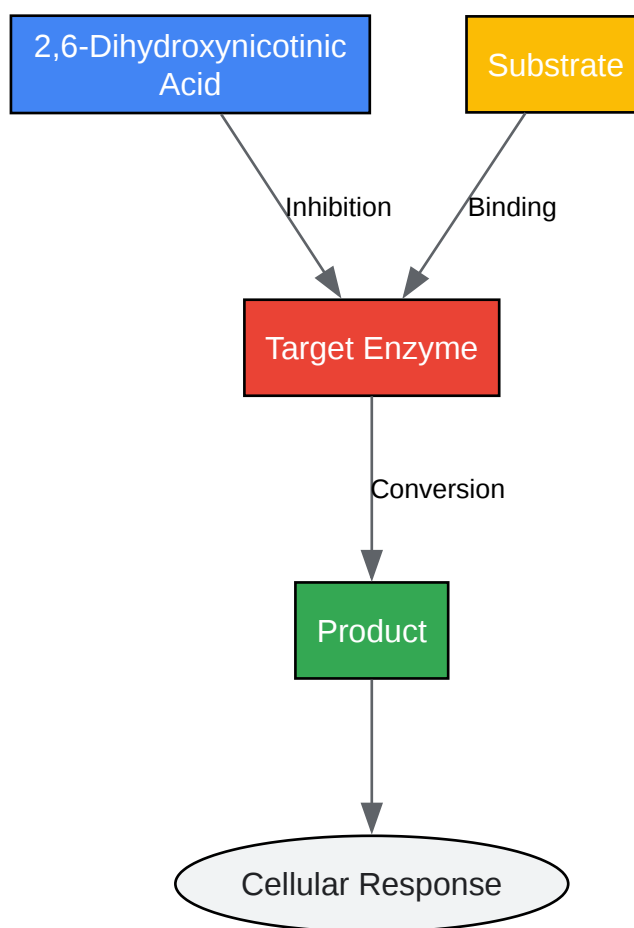 2,6-Dihydroxynicotinic
Acid
Substrate
Inhibition
Binding
Target Enzyme
Conversion
Product
Cellular Response